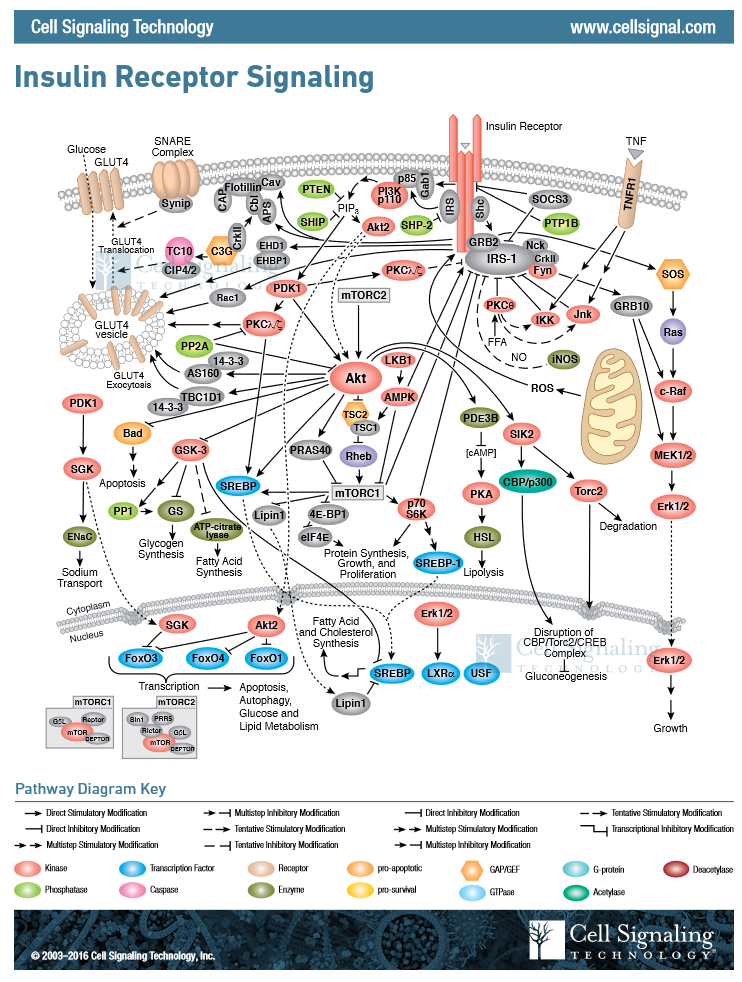 Cell Signaling Technology
www.cellsignal.com
Insulin Receptor Signaling
Insulin Receptor
TNF
TNFR1
Glucose
GLUT4
SNARE
Complex
Synip
CAP
Flotillin
Cav
Cbl
APS
CrkII
PTEN
SHIP
PIP3
PI3K
p110
p85
Gab1
Akt2
SHP-2
IRS
Shc
SOCS3
PTP1B
GRB2
IRS-1
Nck
CrkII
Fyn
GLUT4
Translocation
TC10
C3G
CIP4/2
EHD1
EHBP1
PKCλ/ζ
PDK1
Rac1
mTORC2
PKCθ
IKK
Jnk
FFA
NO
iNOS
ROS
SOS
GRB10
Ras
c-Raf
MEK1/2
Erk1/2
GLUT4
vesicle
PKCλ/ζ
PP2A
14-3-3
AS160
TBC1D1
14-3-3
GLUT4
Exocytosis
Akt
LKB1
AMPK
TSC2
TSC1
Rheb
PRAS40
mTORC1
PDK1
SGK
ENaC
Sodium
Transport
Bad
Apoptosis
GSK-3
PP1
GS
Glycogen
Synthesis
ATP-citrate
lyase
Fatty Acid
Synthesis
SREBP
Lipin1
4E-BP1
eIF4E
p70
S6K
Protein Synthesis,
Growth, and
Proliferation
SREBP-1
PDE3B
[cAMP]
PKA
HSL
Lipolysis
SIK2
CBP/p300
Torc2
Degradation
Cytoplasm
Nucleus
SGK
Akt2
FoxO3
FoxO4
FoxO1
Transcription
Apoptosis,
Autophagy,
Glucose and
Lipid Metabolism
Fatty Acid
and Cholesterol
Synthesis
SREBP
Lipin1
Erk1/2
LXRα
USF
Disruption of
CBP/Torc2/CREB
Complex
Gluconeogenesis
Erk1/2
Growth
Cell Signaling
TECHNOLOGY
Cell Signaling
TECHNOLOGY
mTORC1
GβL
Raptor
mTOR
DEPTOR
mTORC2
Sin1
PRR5
Rictor
GβL
mTOR
DEPTOR
Pathway Diagram Key
Direct Stimulatory Modification
Multistep Inhibitory Modification
Direct Inhibitory Modification
Tentative Stimulatory Modification
Direct Inhibitory Modification
Tentative Stimulatory Modification
Multistep Stimulatory Modification
Transcriptional Inhibitory Modification
Multistep Stimulatory Modification
Tentative Inhibitory Modification
Multistep Inhibitory Modification
Kinase
Transcription Factor
Receptor
pro-apoptotic
GAP/GEF
G-protein
Deacetylase
Phosphatase
Caspase
Enzyme
pro-survival
GTPase
Acetylase
© 2003–2016 Cell Signaling Technology, Inc.
Cell Signaling
TECHNOLOGY®